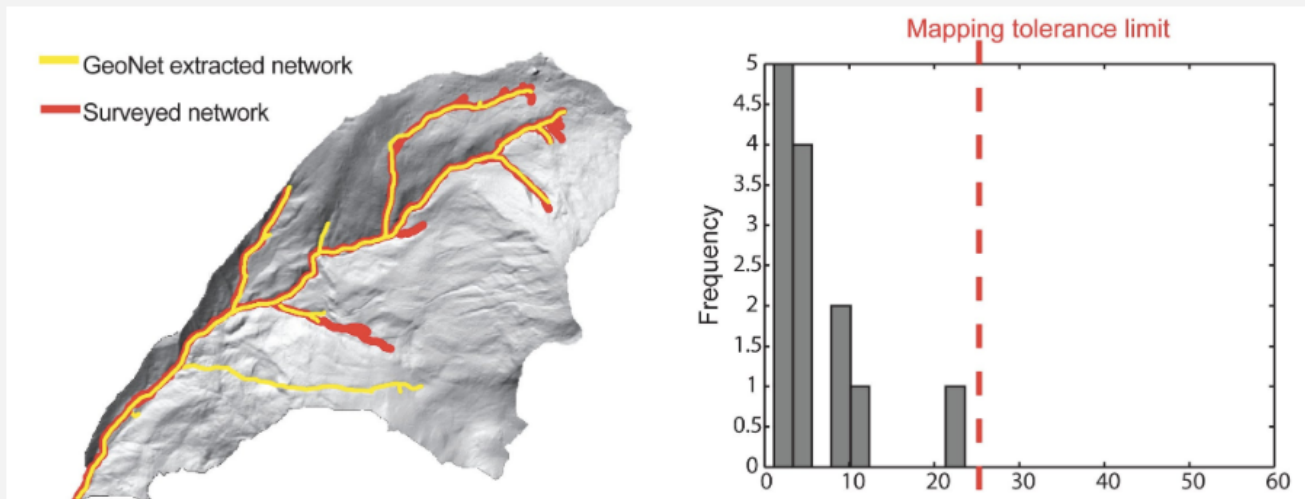 GeoNet extracted network
Surveyed network
Mapping tolerance limit
5
4.5
4
3.5
3
2.5
2
1.5
1
0.5
0
Frequency
0 10 20 30 40 50 60